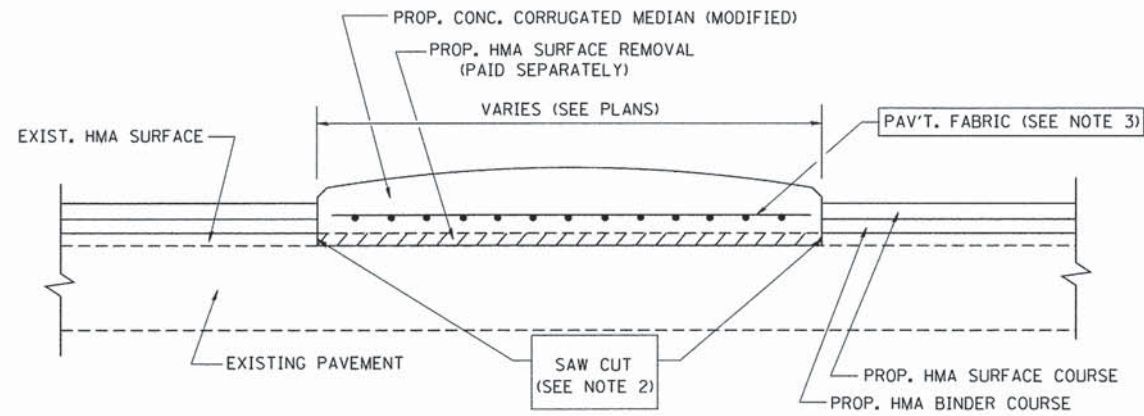 PROP. CONC. CORRUGATED MEDIAN (MODIFIED)
PROP. HMA SURFACE REMOVAL
(PAID SEPARATELY)
VARIES (SEE PLANS)
EXIST. HMA SURFACE
PAV'T. FABRIC (SEE NOTE 3)
EXISTING PAVEMENT
SAW CUT
(SEE NOTE 2)
PROP. HMA SURFACE COURSE
PROP. HMA BINDER COURSE